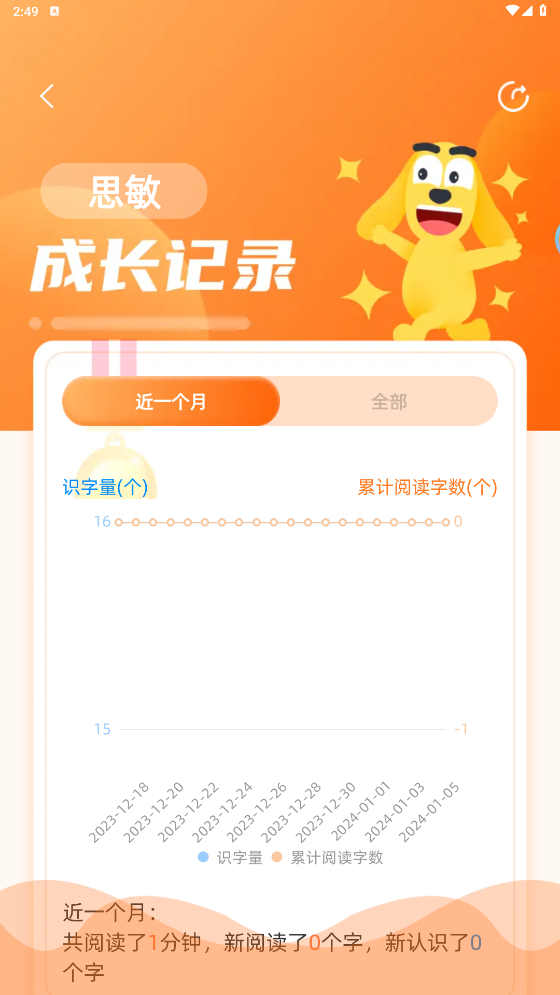 2:49 A
思敏
成长记录
近一个月 全部
识字量(个) 累计阅读字数(个)
16 0
15 -1
2023-12-18 2023-12-20 2023-12-22 2023-12-24 2023-12-26 2023-12-28 2023-12-30 2024-01-01 2024-01-03 2024-01-05
识字量 累计阅读字数
近一个月：
共阅读了1分钟，新阅读了0个字，新认识了0
个字